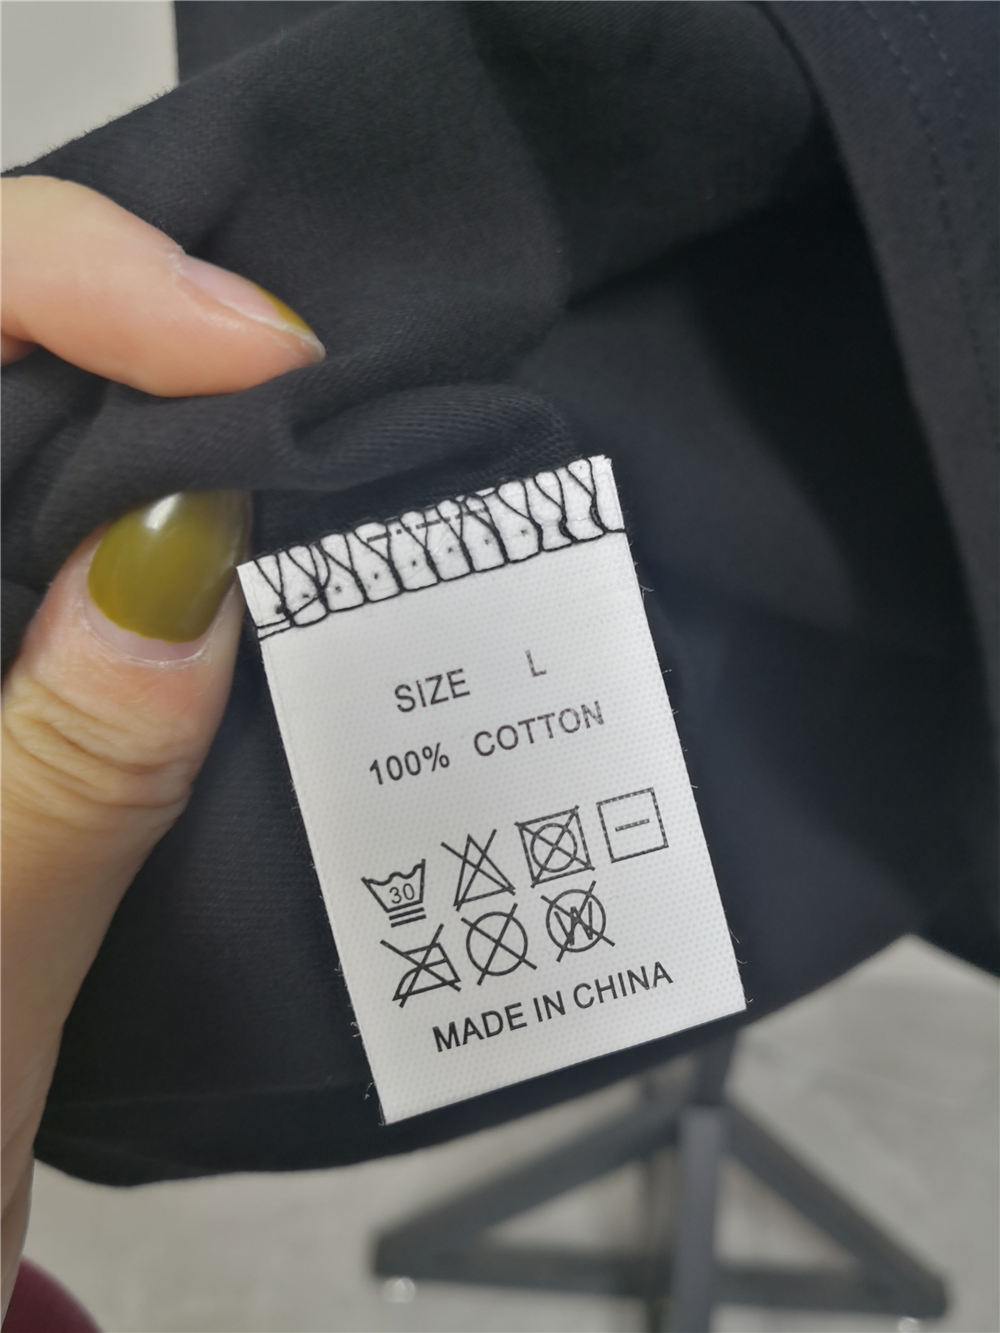 SIZE L
100% COTTON
30
W
MADE IN CHINA